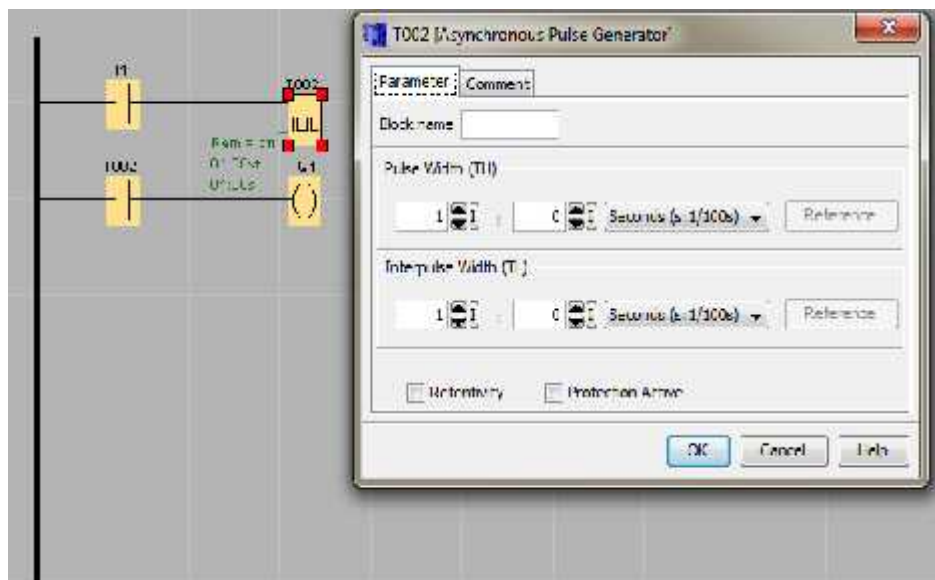 I1
T002
Rem = off
01:00s+
01:00s
T002
Q1
T002 [Asynchronous Pulse Generator]
Parameter
Comment
Block name
Pulse Width (TH)
1 : 0 Seconds (s:1/100s) Reference
Interpulse Width (TL)
1 : 0 Seconds (s:1/100s) Reference
Retentivity
Protection Active
OK
Cancel
Help